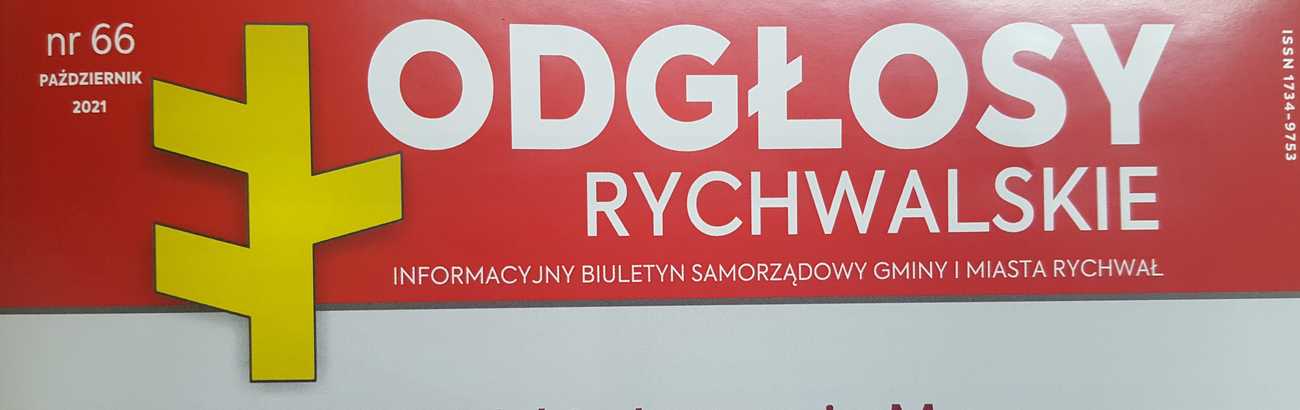 nr 66
PAŹDZIERNIK
2021
ODGŁOSY
RYCHWALSKIE
INFORMACYJNY BIULETYN SAMORZĄDOWY GMINY I MIASTA RYCHWAŁ
ISSN 1734-9753